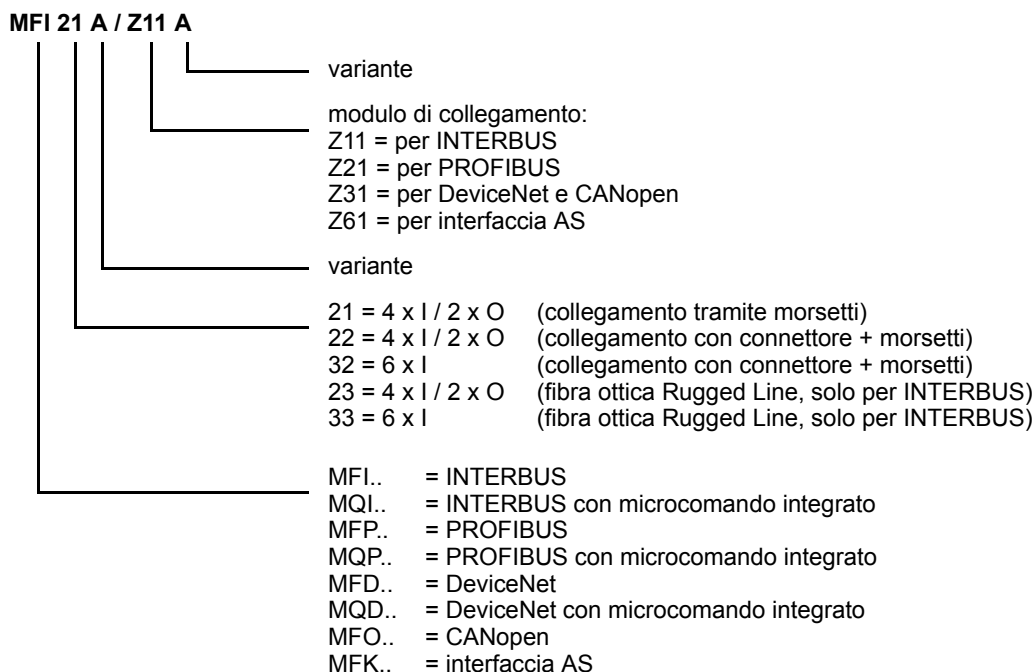 MFI 21 A / Z11 A
variante
modulo di collegamento:
Z11 = per INTERBUS
Z21 = per PROFIBUS
Z31 = per DeviceNet e CANopen
Z61 = per interfaccia AS
variante
21 = 4 x I / 2 x O (collegamento tramite morsetti)
22 = 4 x I / 2 x O (collegamento con connettore + morsetti)
32 = 6 x I (collegamento con connettore + morsetti)
23 = 4 x I / 2 x O (fibra ottica Rugged Line, solo per INTERBUS)
33 = 6 x I (fibra ottica Rugged Line, solo per INTERBUS)
MFI.. = INTERBUS
MQI.. = INTERBUS con microcomando integrato
MFP.. = PROFIBUS
MQP.. = PROFIBUS con microcomando integrato
MFD.. = DeviceNet
MQD.. = DeviceNet con microcomando integrato
MFO.. = CANopen
MFK.. = interfaccia AS